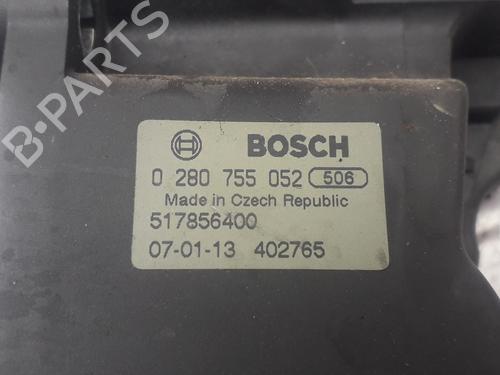 BOSCH
0 280 755 052 506
Made in Czech Republic
517856400
07-01-13 402765
B-PARTS